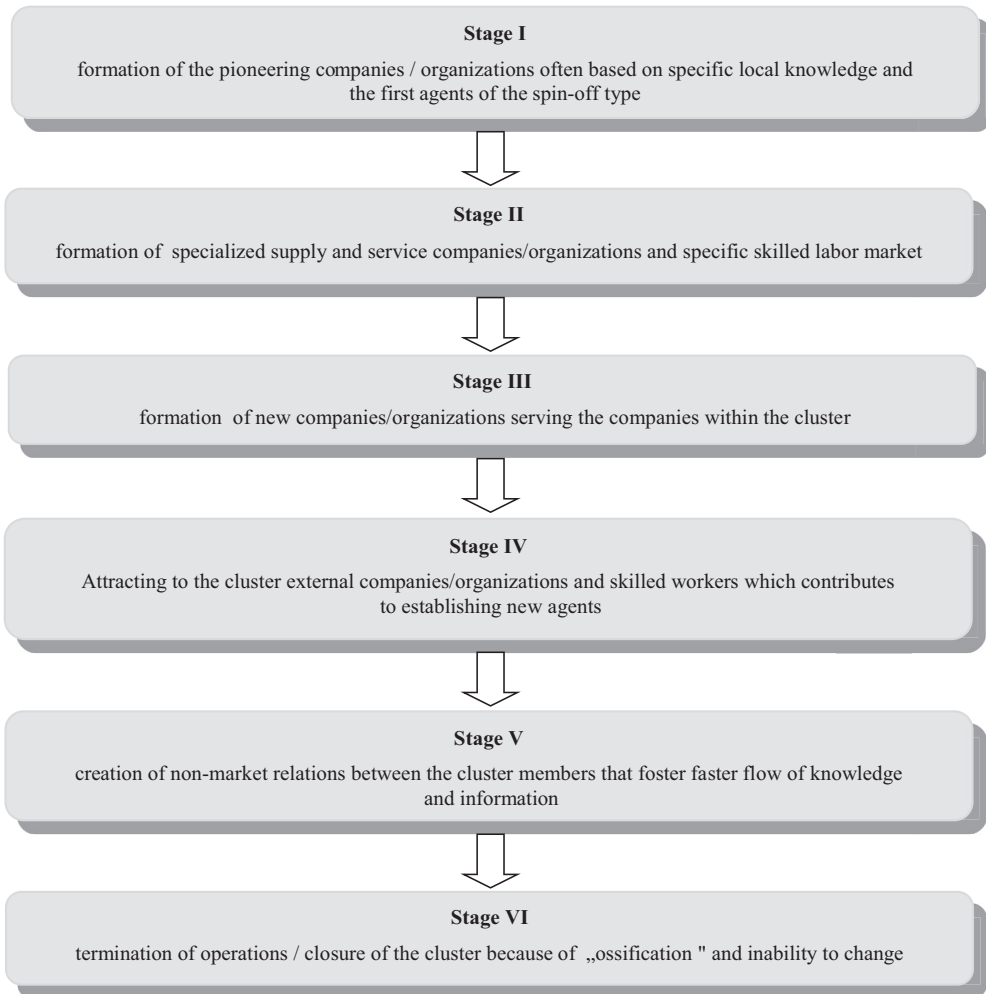 Stage I
formation of the pioneering companies / organizations often based on specific local knowledge and
the first agents of the spin-off type
Stage II
formation of specialized supply and service companies/organizations and specific skilled labor market
Stage III
formation of new companies/organizations serving the companies within the cluster
Stage IV
Attracting to the cluster external companies/organizations and skilled workers which contributes
to establishing new agents
Stage V
creation of non-market relations between the cluster members that foster faster flow of knowledge
and information
Stage VI
termination of operations / closure of the cluster because of „ossification " and inability to change